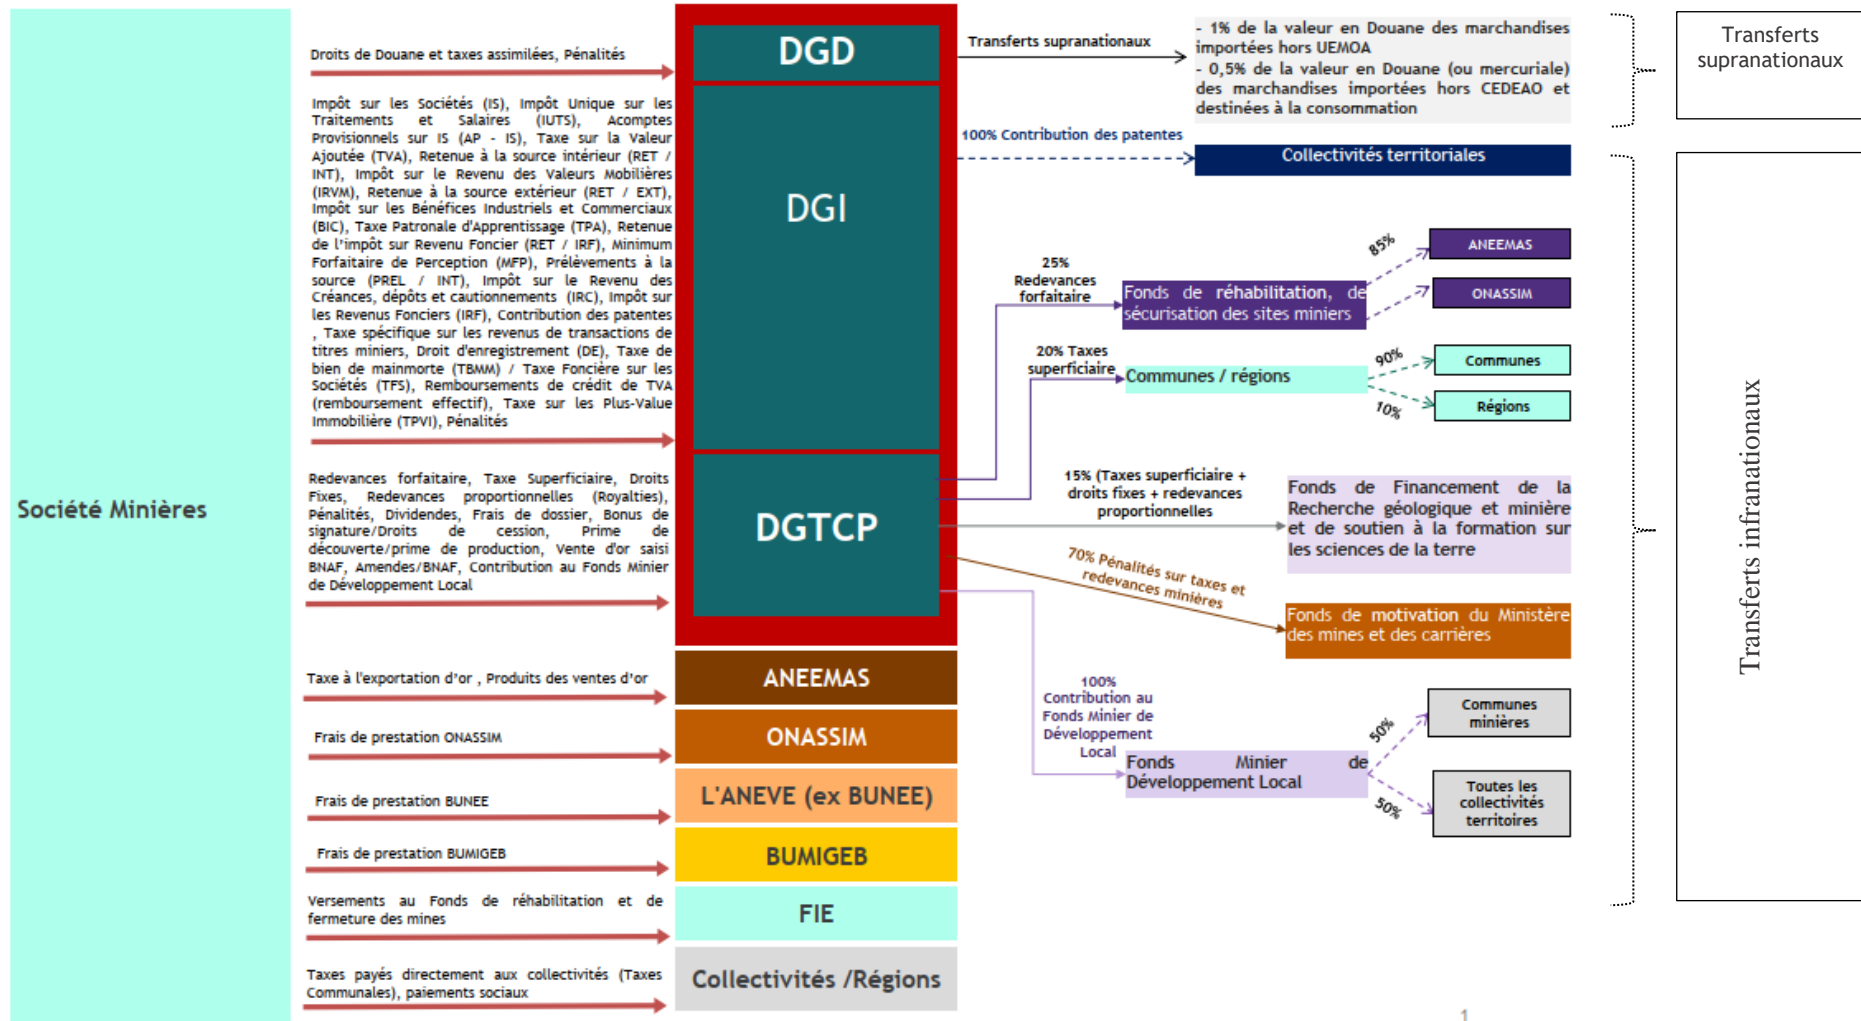 Société Minières
Droits de Douane et taxes assimilées, Pénalités
Impôt sur les Sociétés (IS), Impôt Unique sur les
Traitements et Salaires (IUTS), Acomptes
Provisionnels sur IS (AP - IS), Taxe sur la Valeur
Ajoutée (TVA), Retenue à la source intérieur (RET /
INT), Impôt sur le Revenu des Valeurs Mobilières
(IRVM), Retenue à la source extérieur (RET / EXT),
Impôt sur les Bénéfices Industriels et Commerciaux
(BIC), Taxe Patronale d'Apprentissage (TPA), Retenue
de l'impôt sur Revenu Foncier (RET / IRF), Minimum
Forfaitaire de Perception (MFP), Prélèvements à la
source (PREL / INT), Impôt sur le Revenu des
Créances, dépôts et cautionnements (IRC), Impôt sur
les Revenus Fonciers (IRF), Contribution des patentes
, Taxe spécifique sur les revenus de transactions de
titres miniers, Droit d'enregistrement (DE), Taxe de
bien de mainmorte (TBMM) / Taxe Foncière sur les
Sociétés (TFS), Remboursements de crédit de TVA
(remboursement effectif), Taxe sur les Plus-Value
Immobilière (TPVI), Pénalités
Redevances forfaitaire, Taxe Superficiaire, Droits
Fixes, Redevances proportionnelles (Royalties),
Pénalités, Dividendes, Frais de dossier, Bonus de
signature/Droits de cession, Prime de
découverte/prime de production, Vente d'or saisi
BNAF, Amendes/BNAF, Contribution au Fonds Minier
de Développement Local
Taxe à l'exportation d'or , Produits des ventes d'or
Frais de prestation ONASSIM
Frais de prestation BUNEE
Frais de prestation BUMIGEB
Versements au Fonds de réhabilitation et de
fermeture des mines
Taxes payés directement aux collectivités (Taxes
Communales), paiements sociaux
DGD
DGI
DGTCP
ANEEMAS
ONASSIM
L'ANEVE (ex BUNEE)
BUMIGEB
FIE
Collectivités /Régions
Transferts supranationaux
- 1% de la valeur en Douane des marchandises
importées hors UEMOA
- 0,5% de la valeur en Douane (ou mercuriale)
des marchandises importées hors CEDEAO et
destinées à la consommation
100% Contribution des patentes
Collectivités territoriales
25%
Redevances
forfaitaire
Fonds de réhabilitation, de
sécurisation des sites miniers
85%
ANEEMAS
ONASSIM
20% Taxes
superficiaire
Communes / régions
90%
Communes
10%
Régions
15% (Taxes superficiaire +
droits fixes + redevances
proportionnelles
Fonds de Financement de la
Recherche géologique et minière
et de soutien à la formation sur
les sciences de la terre
70% Pénalités sur taxes et
redevances minières
Fonds de motivation du Ministère
des mines et des carrières
100%
Contribution au
Fonds Minier de
Développement
Local
Fonds Minier de
Développement Local
50%
Communes
minières
50%
Toutes les
collectivités
territoires
Transferts
supranationaux
Transferts infranationaux
1